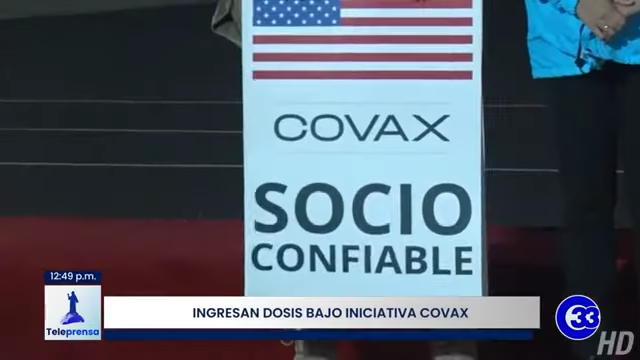 COVAX
SOCIO
CONFIABLE
12:49 p.m.
Teleprensa
INGRESAN DOSIS BAJO INICIATIVA COVAX
33
HD